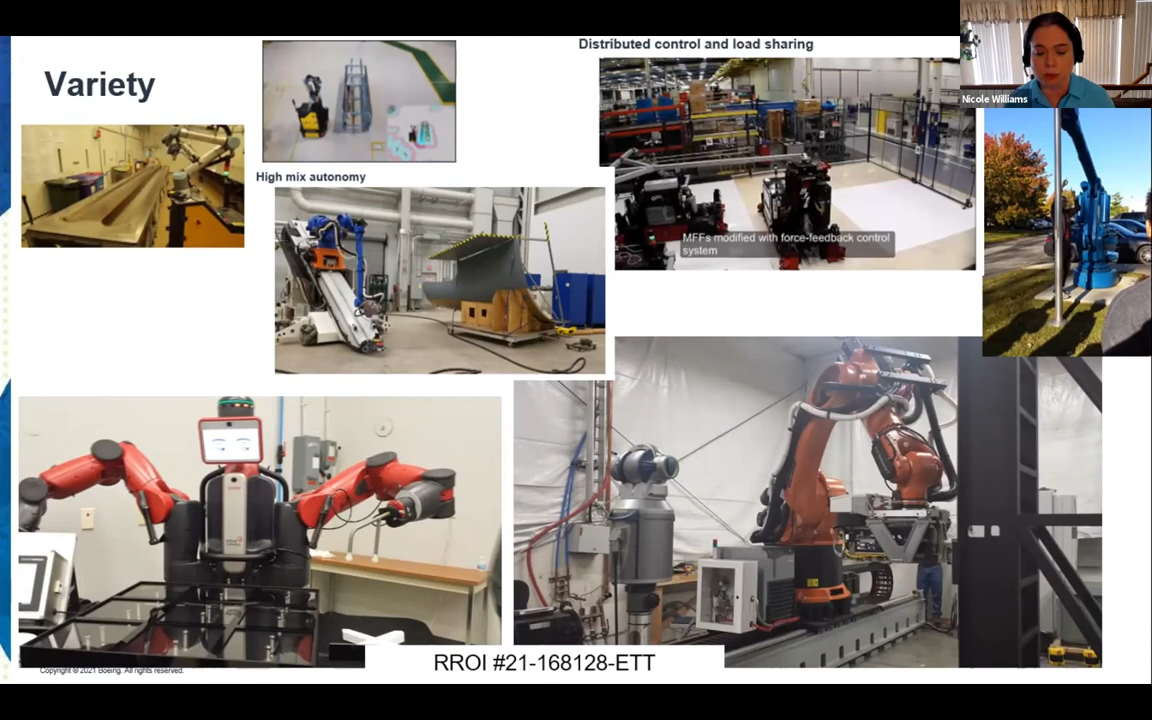 Distributed control and load sharing
Variety
Nicole Williams
High mix autonomy
MFFs modified with force-feedback control
system
RROI #21-168128-ETT
Copyright © 2021 Boeing. All rights reserved.